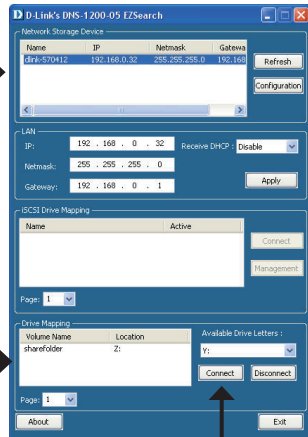 D-Link's DNS-1200-05 EZSearch
Network Storage Device
Name IP Netmask Gatewa
dlink-570412 192.168.0.32 255.255.255.0 192.168
Refresh
Configuration
LAN
IP: 192 . 168 . 0 . 32 Receive DHCP : Disable
Netmask: 255 . 255 . 255 . 0
Gateway: 192 . 168 . 0 . 1 Apply
iSCSI Drive Mapping
Name Active
Connect
Management
Page: 1
Drive Mapping
Volume Name Location Available Drive Letters :
sharefolder Z: Y:
Connect Disconnect
Page: 1
About Exit